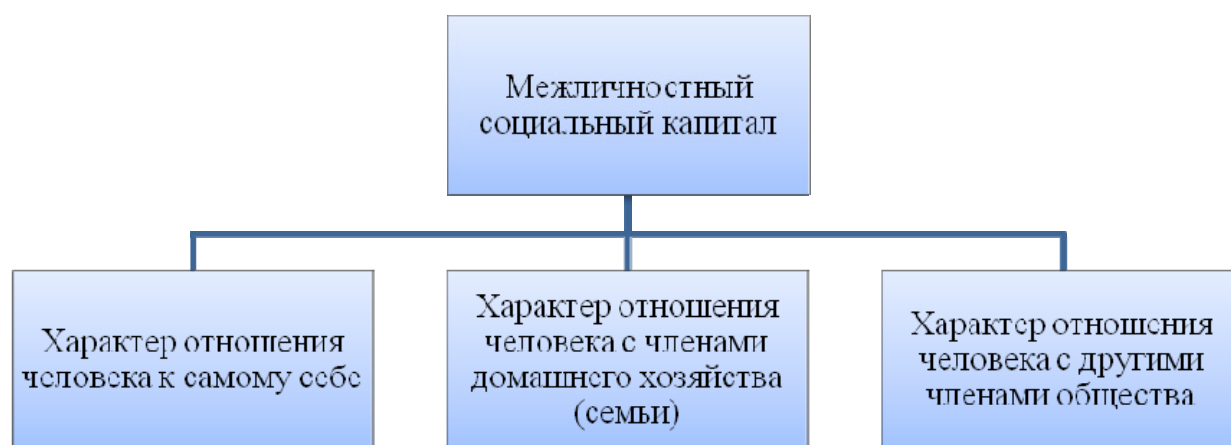 Межличностный
социальный капитал
Характер отношения
человека к самому себе
Характер отношения
человека с членами
домашнего хозяйства
(семьи)
Характер отношения
человека с другими
членами общества